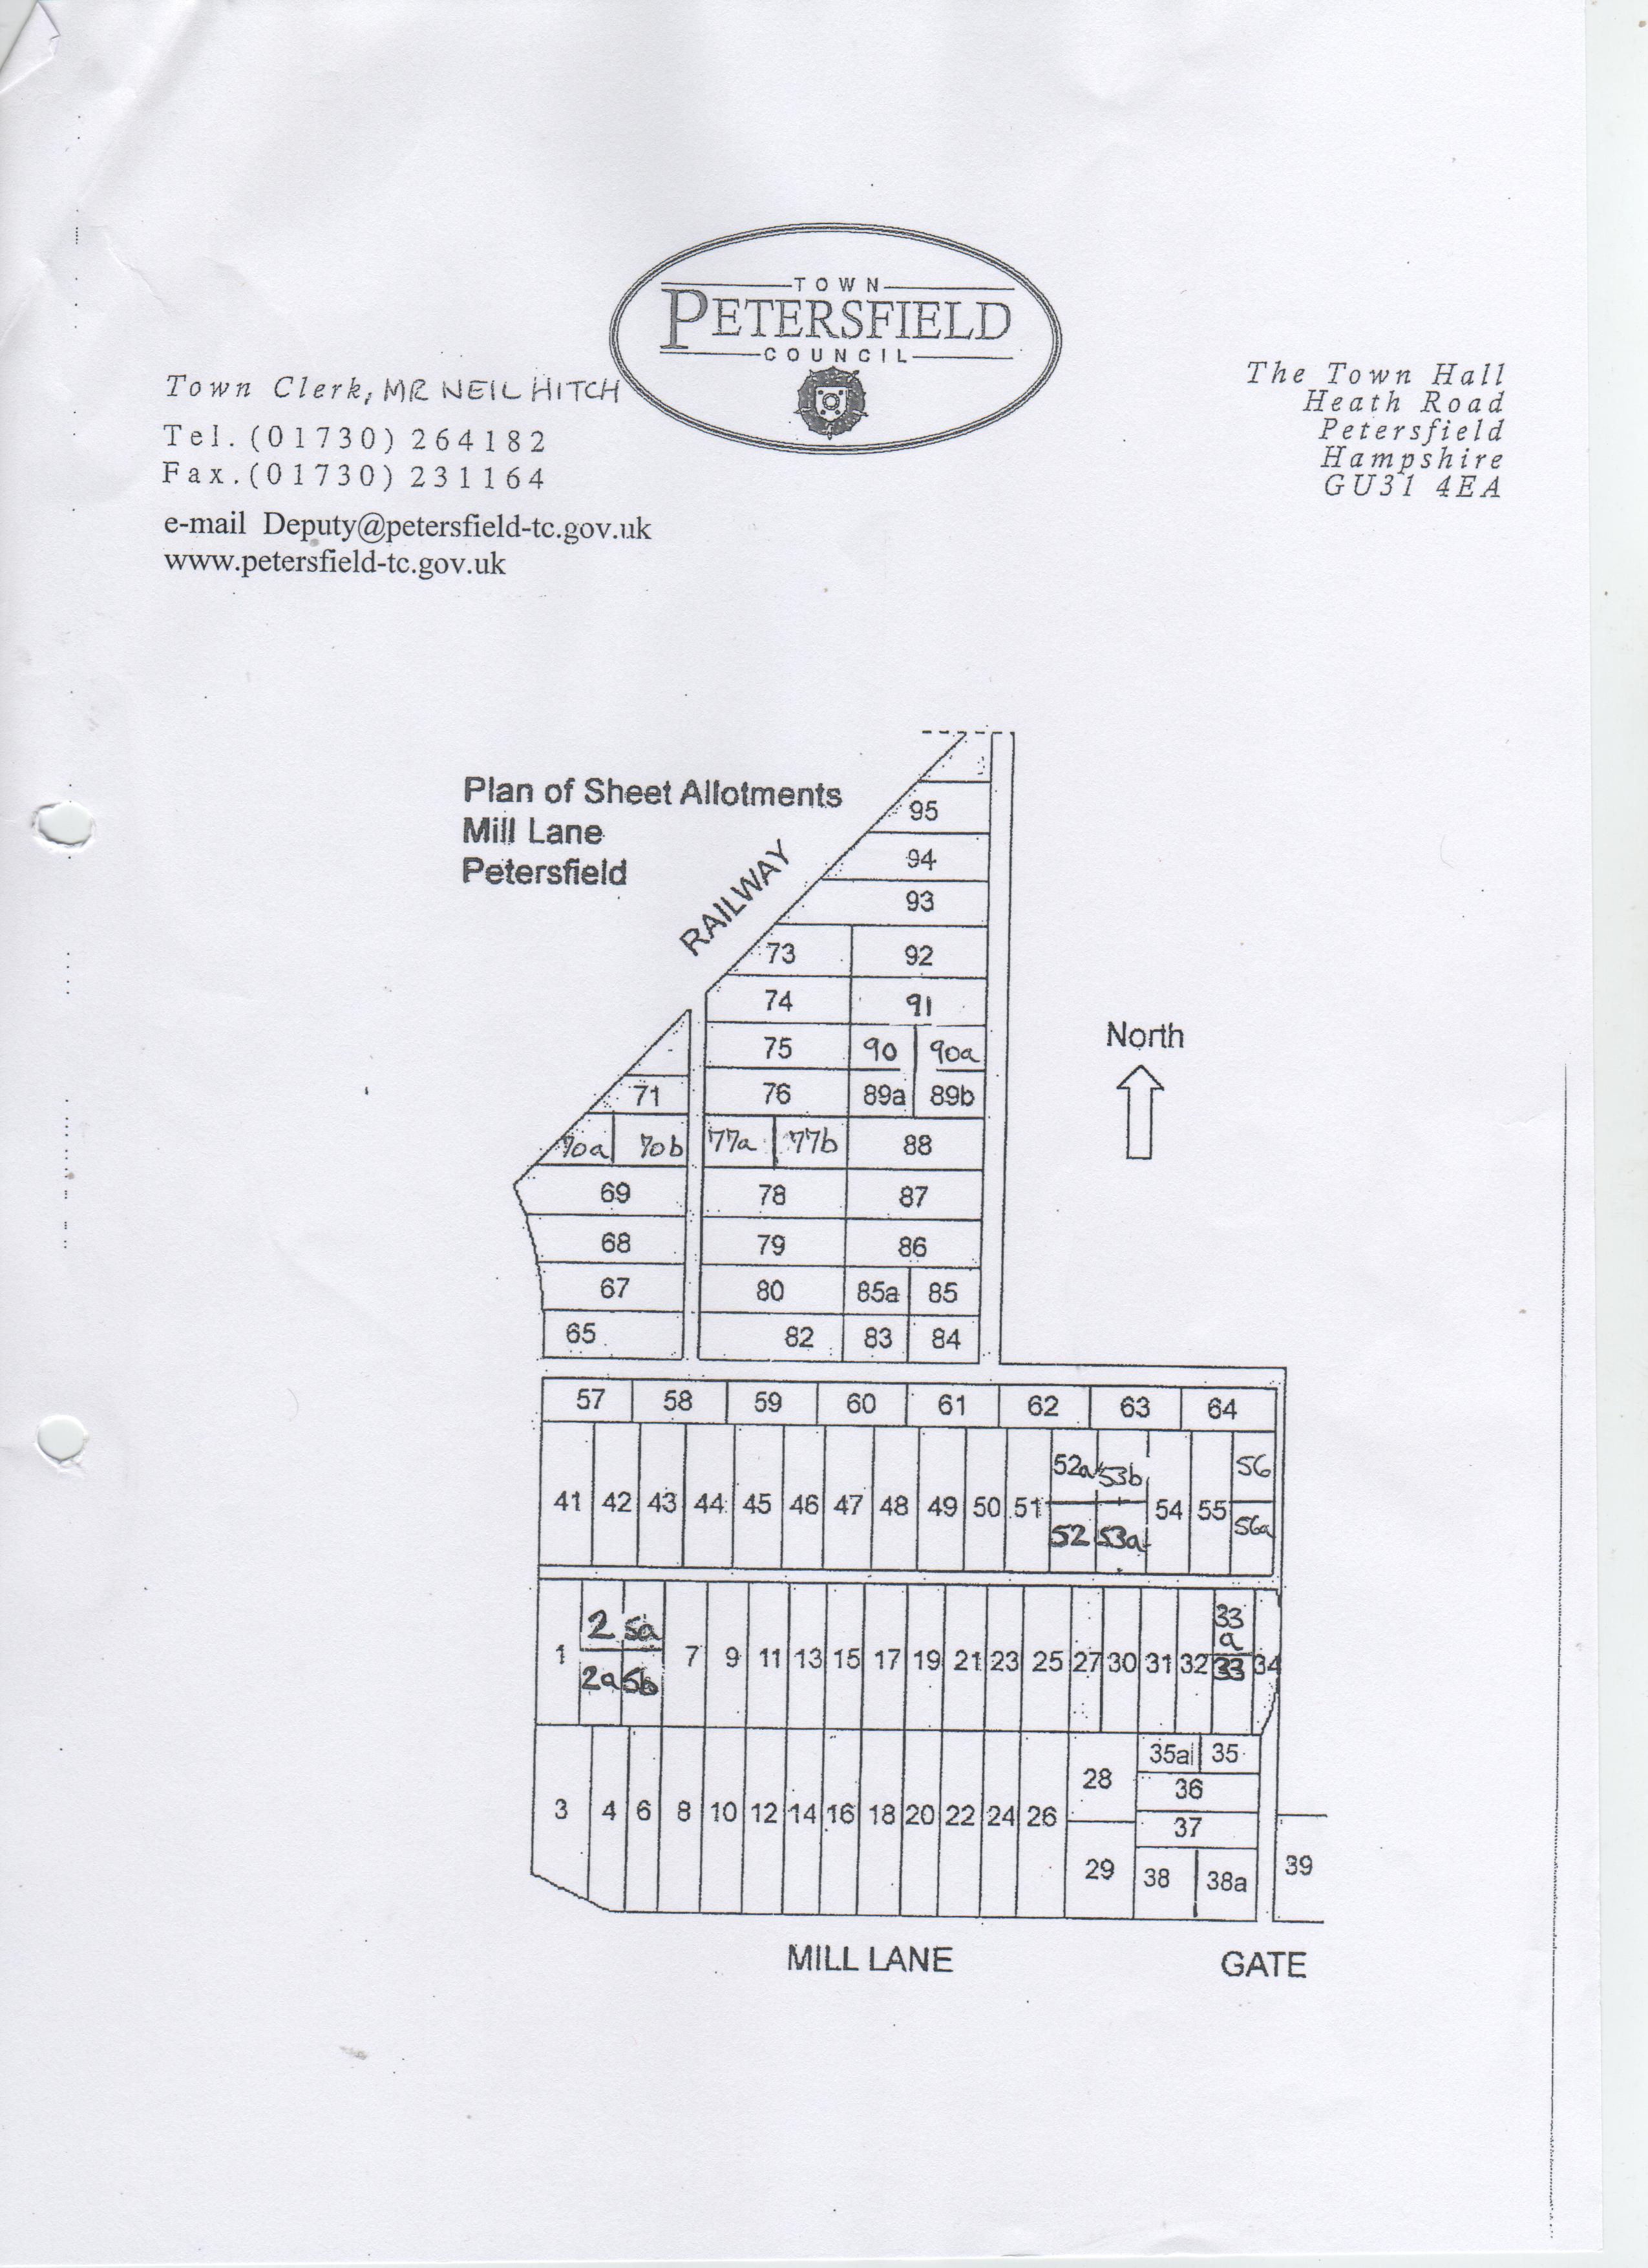 TOWN
PETERSFIELD
COUNCIL
Town Clerk, MR NEIL HITCH
Tel. (01730) 264182
Fax. (01730) 231164
e-mail Deputy@petersfield-tc.gov.uk
www.petersfield-tc.gov.uk
The Town Hall
Heath Road
Petersfield
Hampshire
GU31 4EA
Plan of Sheet Allotments
Mill Lane
Petersfield
RAILWAY
North
95
94
93
73 92
74 91
75 90 90a
71 76 89a 89b
70a 70b 77a 77b 88
69 78 87
68 79 86
67 80 85a 85
65 82 83 84
57 58 59 60 61 62 63 64
52a 53b 56
41 42 43 44 45 46 47 48 49 50 51 54 55
52 53a 56a
2 5a 33a
1 7 9 11 13 15 17 19 21 23 25 27 30 31 32 33 34
2a 5b
35a 35
28 36
3 4 6 8 10 12 14 16 18 20 22 24 26 37
29 38 38a 39
MILL LANE GATE